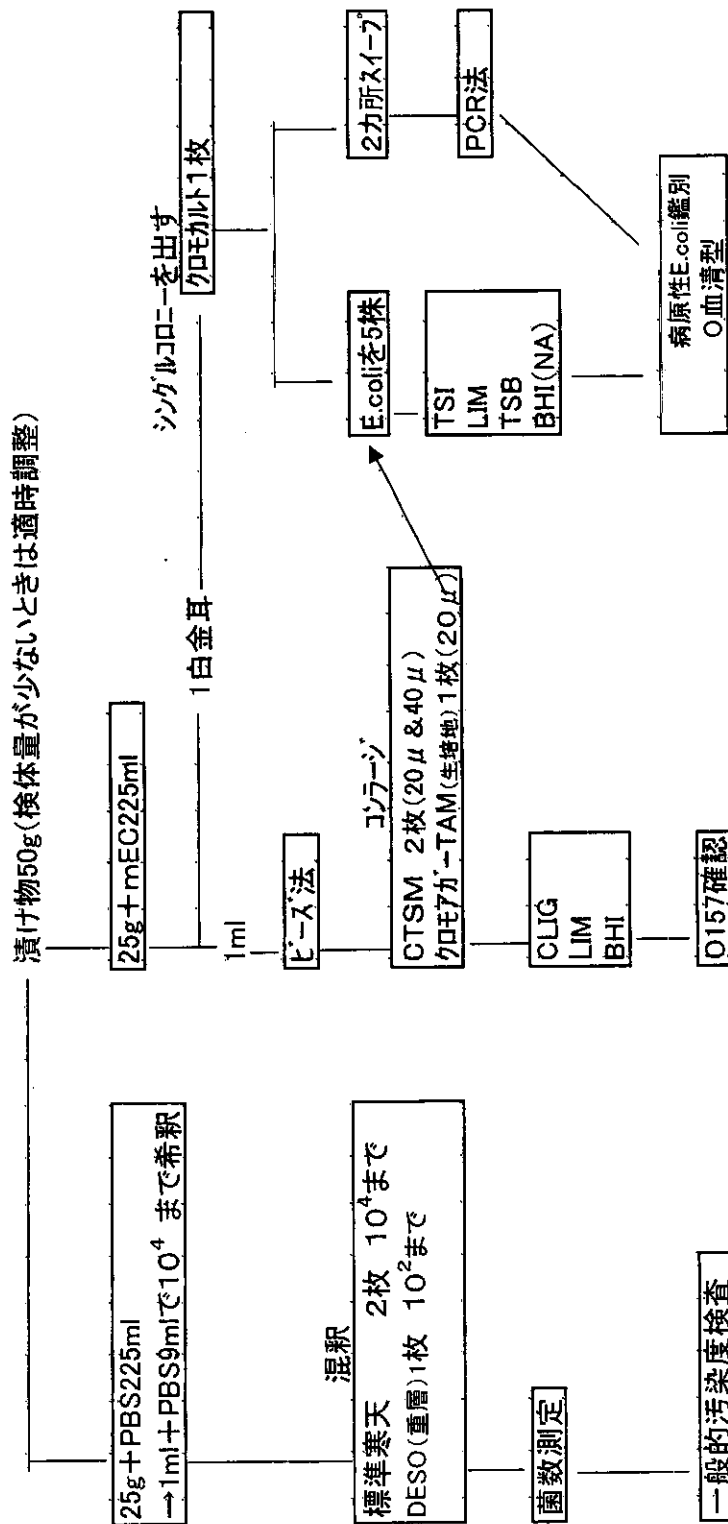 漬け物50g(検体量が少ないときは適時調整)
25g+PBS225ml
→1ml+PBS9mlで10⁴ まで希釈
混釈
標準寒天 2枚 10⁴まで
DESO(重層)1枚 10²まで
菌数測定
一般的汚染度検査
25g+mEC225ml
1白金耳
1ml
ビーズ法
コンラージ
CTSM 2枚(20μ &40μ)
クロモアガーTAM(生培地)1枚(20μ)
CLIG
LIM
BHI
O157確認
シングルコロニーを出す
クロモカルト1枚
E.coliを5株
TSI
LIM
TSB
BHI(NA)
2カ所スイープ
PCR法
病原性E.coli鑑別
O血清型